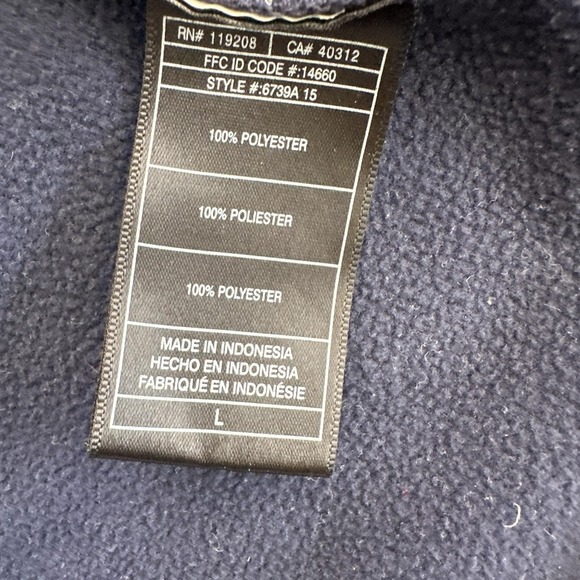 RN# 119208 CA# 40312
FFC ID CODE #:14660
STYLE #:6739A 15
100% POLYESTER
100% POLIESTER
100% POLYESTER
MADE IN INDONESIA
HECHO EN INDONESIA
FABRIQUÉ EN INDONÉSIE
L